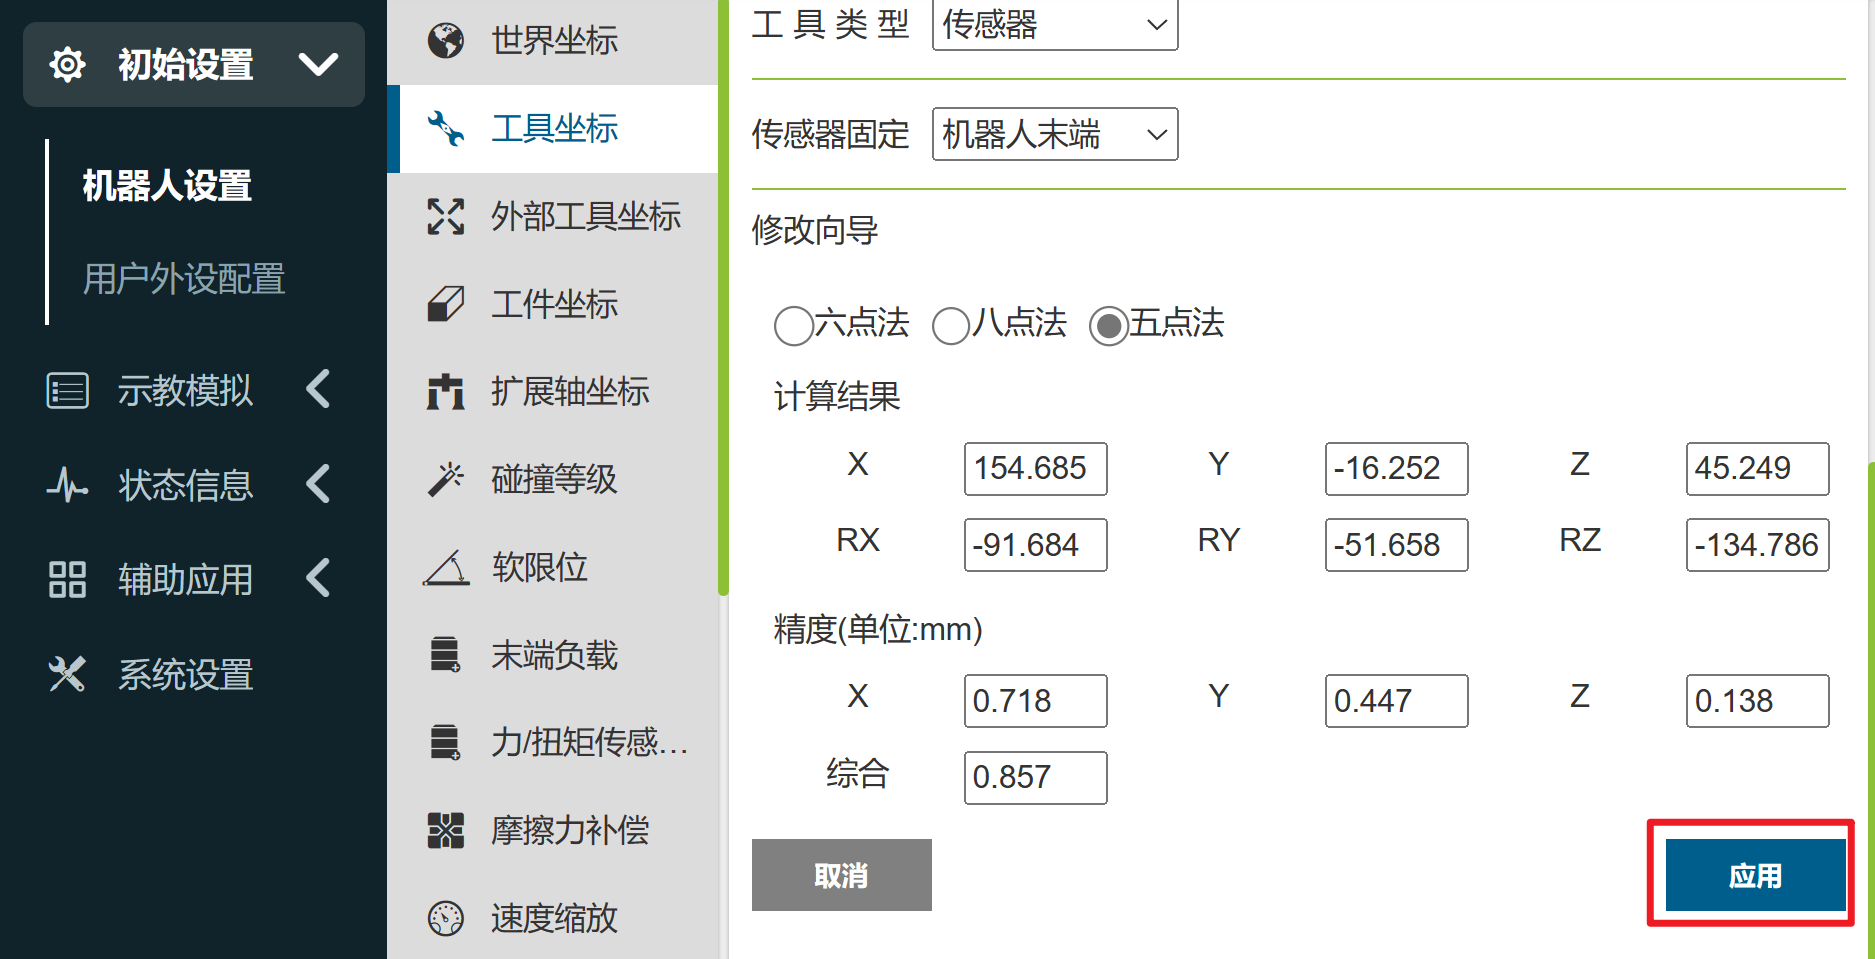 初始设置
机器人设置
用户外设配置
示教模拟
状态信息
辅助应用
系统设置
世界坐标
工具坐标
外部工具坐标
工件坐标
扩展轴坐标
碰撞等级
软限位
末端负载
力/扭矩传感…
摩擦力补偿
速度缩放
工具类型 传感器
传感器固定 机器人末端
修改向导
六点法 八点法 五点法
计算结果
X 154.685 Y -16.252 Z 45.249
RX -91.684 RY -51.658 RZ -134.786
精度(单位:mm)
X 0.718 Y 0.447 Z 0.138
综合 0.857
取消 应用